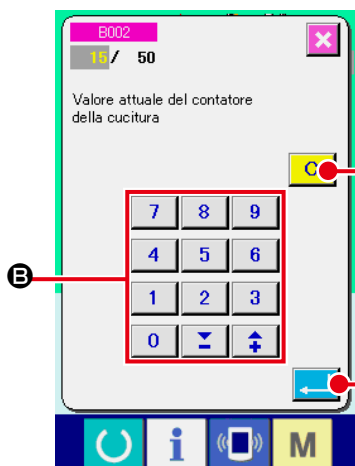 B002
15/ 50
Valore attuale del contatore
della cucitura
C
7 8 9
4 5 6
B
1 2 3
0 − +
i M